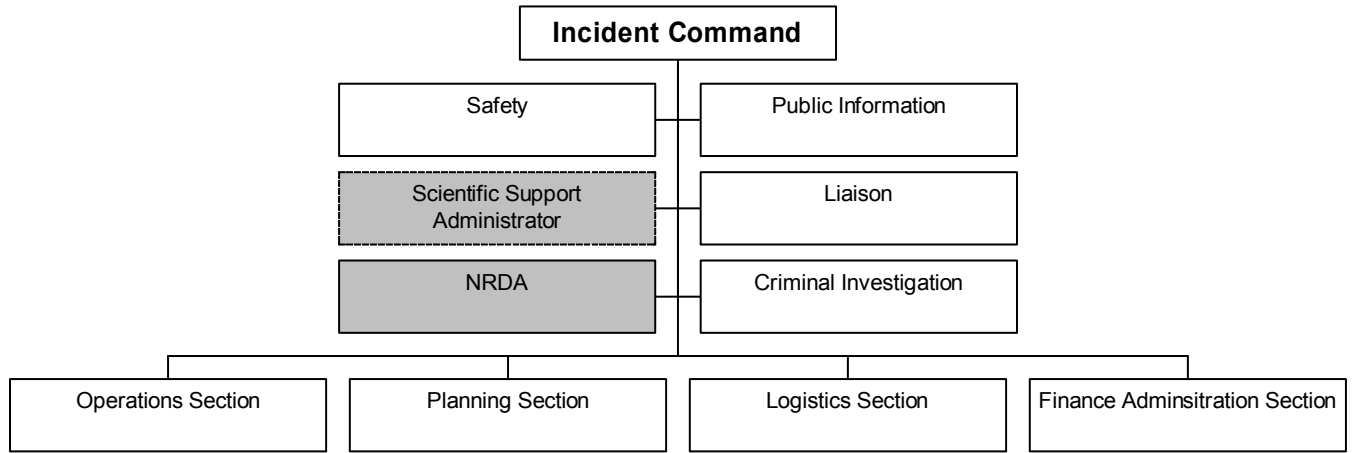 Incident Command
Safety
Public Information
Scientific Support
Administrator
Liaison
NRDA
Criminal Investigation
Operations Section
Planning Section
Logistics Section
Finance Adminsitration Section